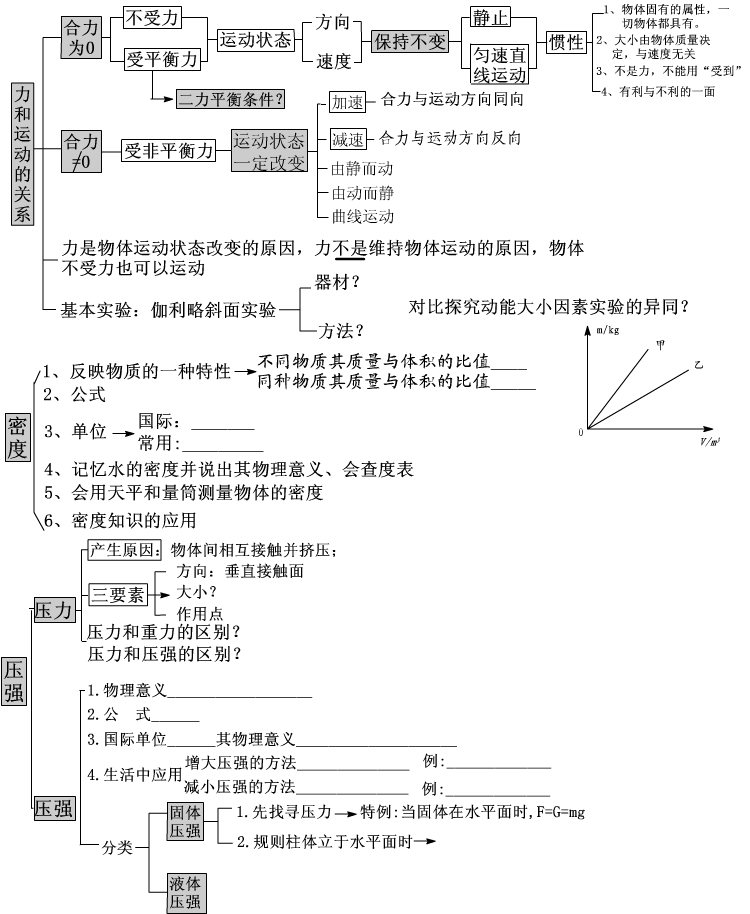 力和运动的关系
合力为0
不受力
受平衡力
二力平衡条件?
运动状态
方向
速度
保持不变
静止
匀速直线运动
惯性
1、物体固有的属性，一
切物体都具有。
2、大小由物体质量决
定，与速度无关
3、不是力，不能用“受到”
4、有利与不利的一面
合力≠0
受非平衡力
运动状态
一定改变
加速 合力与运动方向同向
减速 合力与运动方向反向
由静而动
由动而静
曲线运动
力是物体运动状态改变的原因，力不是维持物体运动的原因，物体
不受力也可以运动
基本实验：伽利略斜面实验
器材?
方法?
对比探究动能大小因素实验的异同?
m/kg
甲
乙
0
V/m³
密度
1、反映物质的一种特性
不同物质其质量与体积的比值____
同种物质其质量与体积的比值_____
2、公式
3、单位
国际：_______
常用:_________
4、记忆水的密度并说出其物理意义、会查度表
5、会用天平和量筒测量物体的密度
6、密度知识的应用
压强
压力
产生原因：物体间相互接触并挤压；
三要素
方向：垂直接触面
大小?
作用点
压力和重力的区别?
压力和压强的区别?
压强
1.物理意义__________________
2.公 式______
3.国际单位______其物理意义____________________
4.生活中应用
增大压强的方法______________ 例:_____________
减小压强的方法______________ 例:_____________
分类
固体压强
1.先找寻压力 特例:当固体在水平面时,F=G=mg
2.规则柱体立于水平面时
液体压强